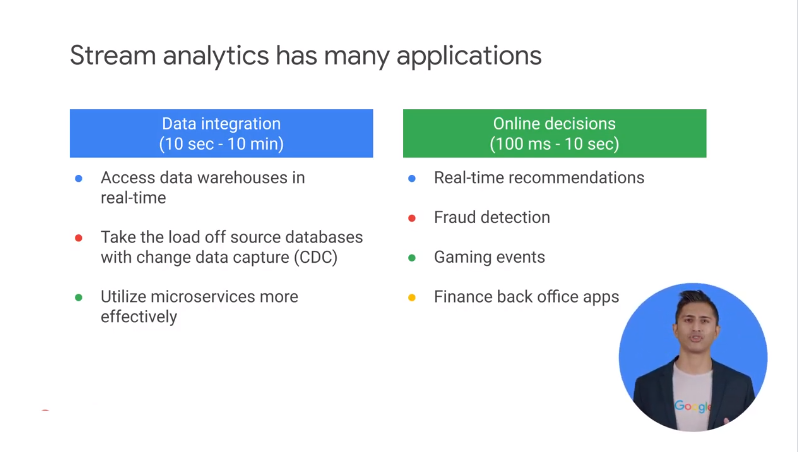 Stream analytics has many applications
Data integration
(10 sec - 10 min)
Access data warehouses in
real-time
Take the load off source databases
with change data capture (CDC)
Utilize microservices more
effectively
Online decisions
(100 ms - 10 sec)
Real-time recommendations
Fraud detection
Gaming events
Finance back office apps
Google